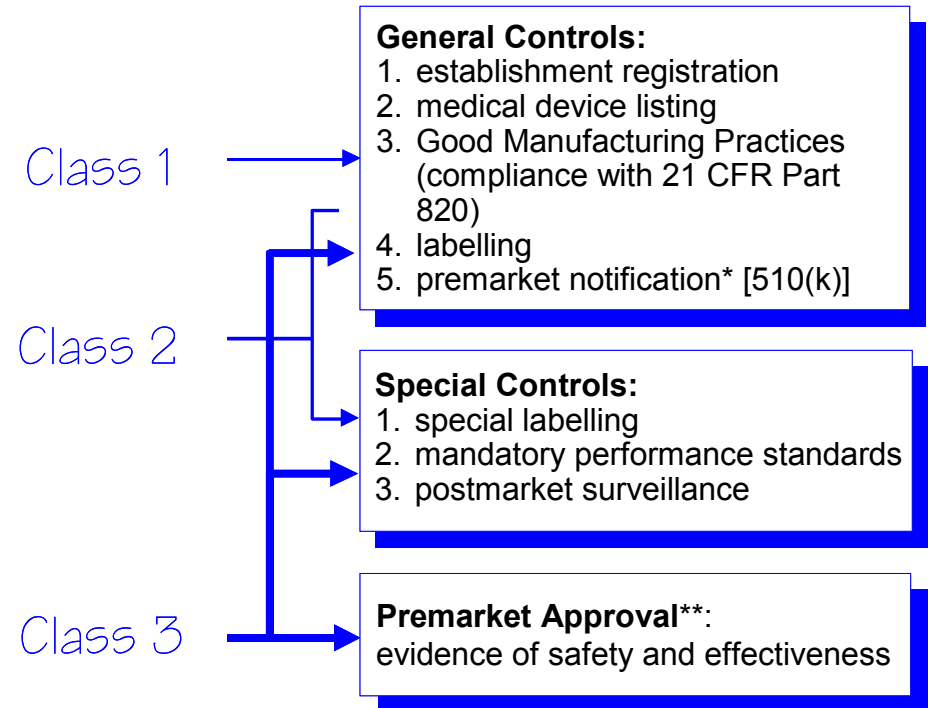 General Controls:
1. establishment registration
2. medical device listing
3. Good Manufacturing Practices
(compliance with 21 CFR Part
820)
4. labelling
5. premarket notification* [510(k)]
Class 1
Class 2
Special Controls:
1. special labelling
2. mandatory performance standards
3. postmarket surveillance
Class 3
Premarket Approval**:
evidence of safety and effectiveness